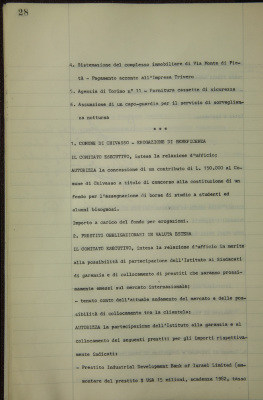 28
4. Sistemazione del complesso immobiliare di Via Monte di Pie-
tà - Pagamento acconto all'Impresa Trivero
5. Agenzia di Torino n° 11 - Fornitura cassette di sicurezza
6. Assunzione di un capo-guardia per il servizio di sorveglian-
za notturna
* * *
1. COMUNE DI CHIVASSO - EROGAZIONE DI BENEFICENZA
IL COMITATO ESECUTIVO, intesa la relazione d'ufficio;
AUTORIZZA la concessione di un contributo di L. 150.000 al Co-
mune di Chivasso a titolo di concorso alla costituzione di un
fondo per l'assegnazione di borse di studio a studenti ed
alunni bisognosi.
Importo a carico del fondo per erogazioni.
2. PRESTITI OBBLIGAZIONARI IN VALUTA ESTERA
IL COMITATO ESECUTIVO, intesa la relazione d'ufficio in merito
alla possibilità di partecipazione dell'Istituto ai Sindacati
di garanzia e di collocamento di prestiti che saranno prossi-
mamente emessi sul mercato internazionale;
- tenuto conto dell'attuale andamento del mercato e delle pos-
sibilità di collocamento tra la clientela;
AUTORIZZA la partecipazione dell'Istituto alla garanzia e al
collocamento dei seguenti prestiti per gli importi rispettiva-
mente indicati:
- Prestito Industrial Development Bank of Israel Limited (am-
montare del prestito $ USA 15 milioni, scadenza